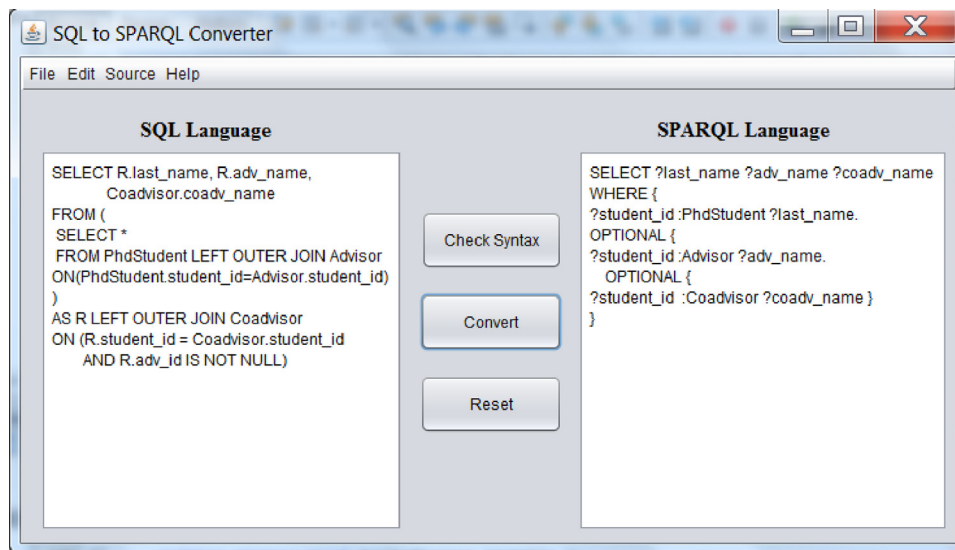 SQL to SPARQL Converter
File Edit Source Help
SQL Language
SELECT R.last_name, R.adv_name,
Coadvisor.coadv_name
FROM (
SELECT *
FROM PhdStudent LEFT OUTER JOIN Advisor
ON(PhdStudent.student_id=Advisor.student_id)
)
AS R LEFT OUTER JOIN Coadvisor
ON (R.student_id = Coadvisor.student_id
AND R.adv_id IS NOT NULL)
Check Syntax
Convert
Reset
SPARQL Language
SELECT ?last_name ?adv_name ?coadv_name
WHERE {
?student_id :PhdStudent ?last_name.
OPTIONAL {
?student_id :Advisor ?adv_name.
OPTIONAL {
?student_id :Coadvisor ?coadv_name }
}